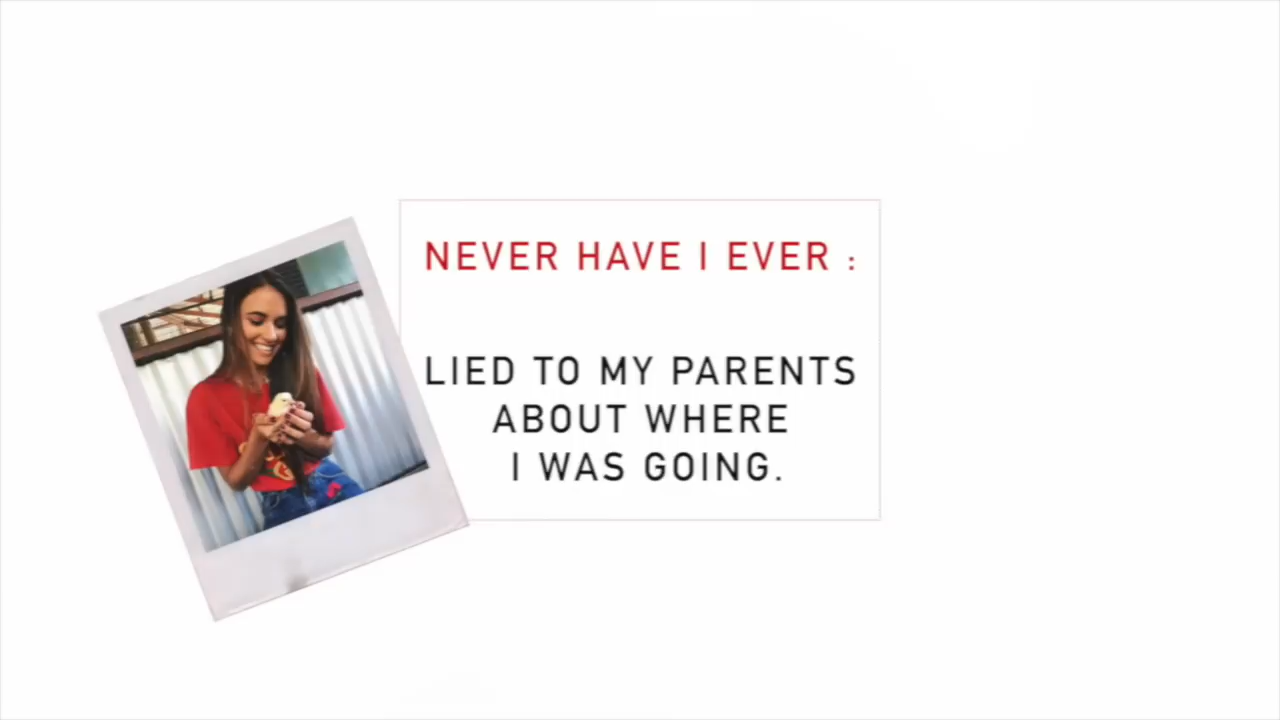 NEVER HAVE I EVER :
LIED TO MY PARENTS
ABOUT WHERE
I WAS GOING.